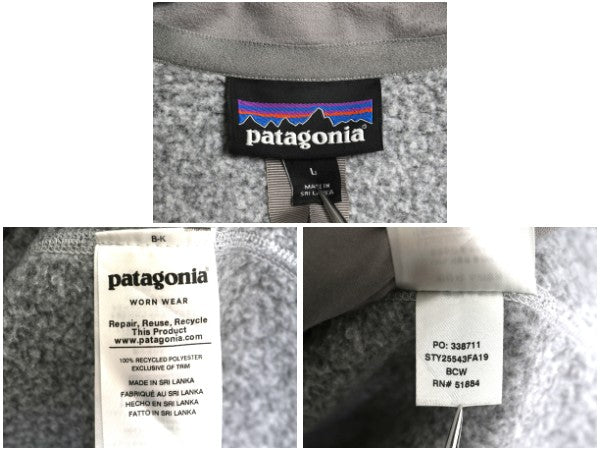 patagonia®
L
MADE IN
SRI LANKA
B-K
patagonia®
WORN WEAR
Repair, Reuse, Recycle
This Product
www.patagonia.com
100% RECYCLED POLYESTER
EXCLUSIVE OF TRIM
MADE IN SRI LANKA
FABRIQUÉ AU SRI LANKA
HECHO EN SRI LANKA
FATTO IN SRI LANKA
PO: 338711
STY25543FA19
BCW
RN# 51884